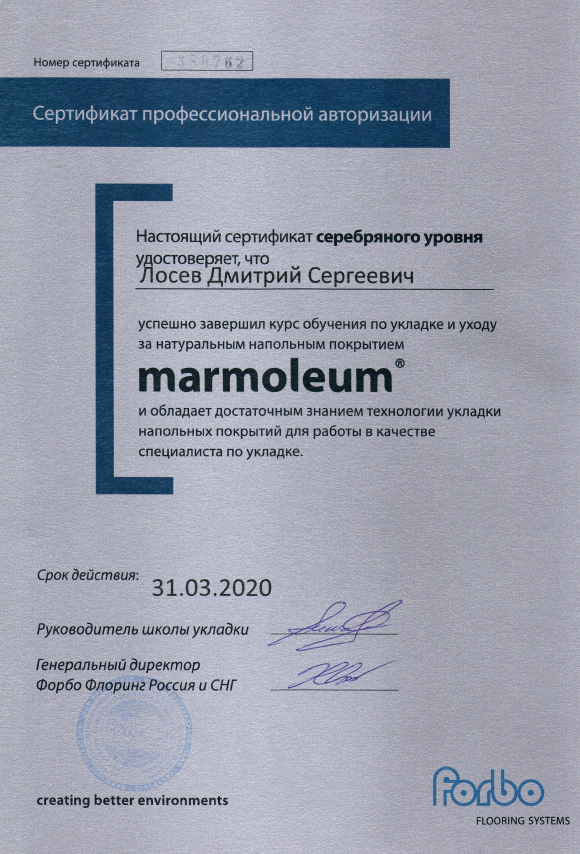 Номер сертификата
Сертификат профессиональной авторизации
Настоящий сертификат серебряного уровня
удостоверяет, что
Лосев Дмитрий Сергеевич
успешно завершил курс обучения по укладке и уходу
за натуральным напольным покрытием
marmoleum®
и обладает достаточным знанием технологии укладки
напольных покрытий для работы в качестве
специалиста по укладке.
Срок действия:
31.03.2020
Руководитель школы укладки
Генеральный директор
Форбо Флоринг Россия и СНГ
creating better environments
forbo
FLOORING SYSTEMS